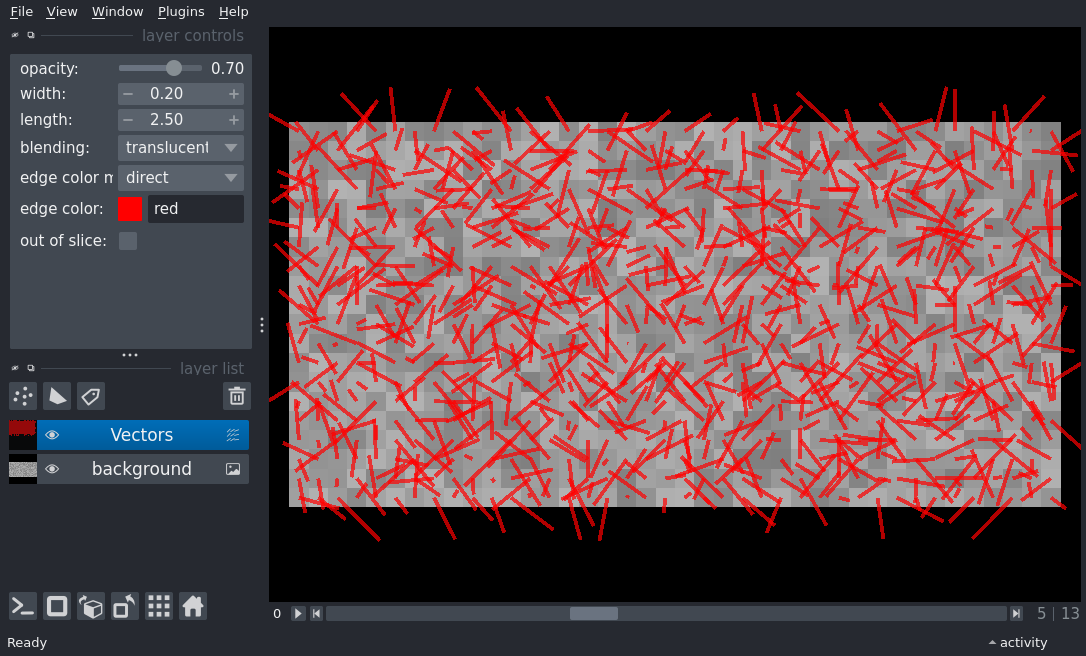 File View Window Plugins Help
layer controls
opacity: 0.70
width: 0.20
length: 2.50
blending: translucent
edge color m direct
edge color: red
out of slice:
layer list
Vectors
background
0 5 | 13
Ready activity